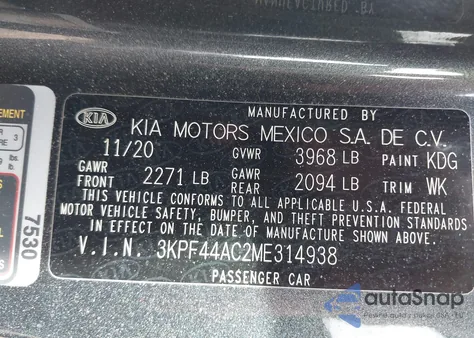 MANUFACTURED BY
KIA KIA MOTORS MEXICO S.A. DE C.V.
11/20 GVWR 3968 LB PAINT KDG
GAWR FRONT 2271 LB GAWR REAR 2094 LB TRIM WK
THIS VEHICLE CONFORMS TO ALL APPLICABLE U.S.A. FEDERAL
MOTOR VEHICLE SAFETY, BUMPER, AND THEFT PREVENTION STANDARDS
IN EFFECT ON THE DATE OF MANUFACTURE SHOWN ABOVE.
V.I.N. 3KPF44AC2ME314938
PASSENGER CAR
7530
3
autoSnap